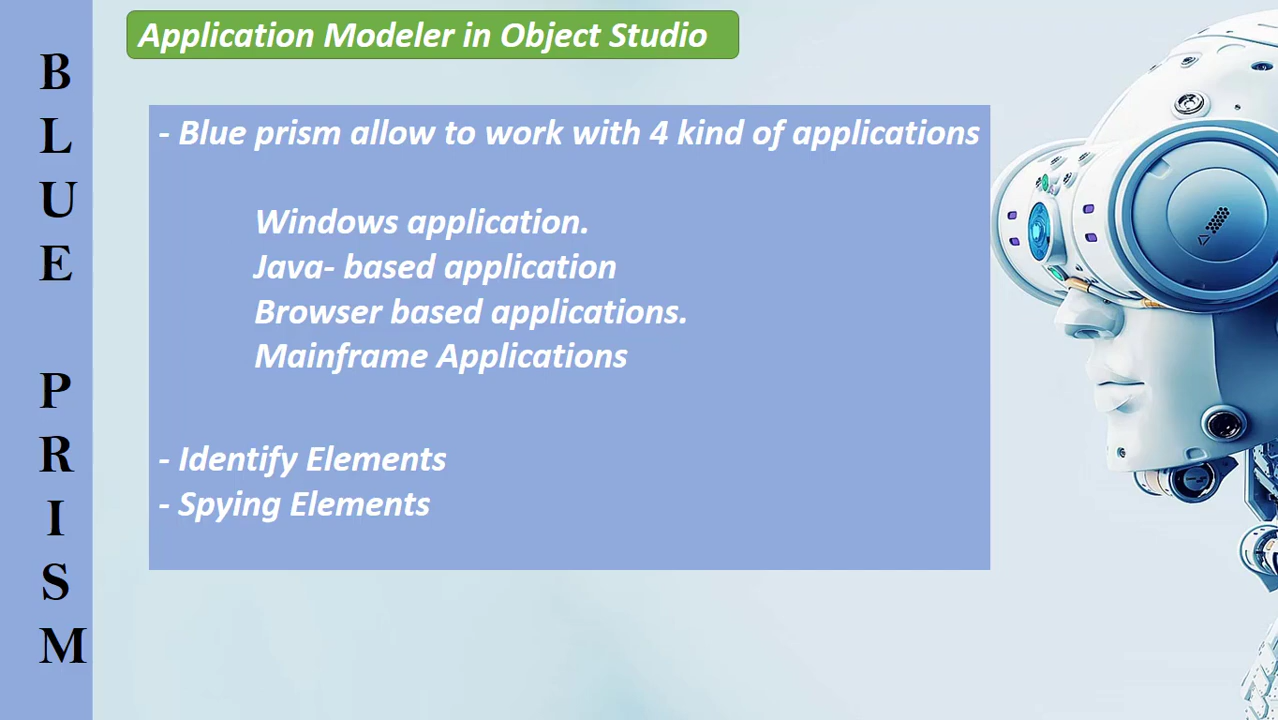 BLUE PRISM
Application Modeler in Object Studio
- Blue prism allow to work with 4 kind of applications
Windows application.
Java- based application
Browser based applications.
Mainframe Applications
- Identify Elements
- Spying Elements